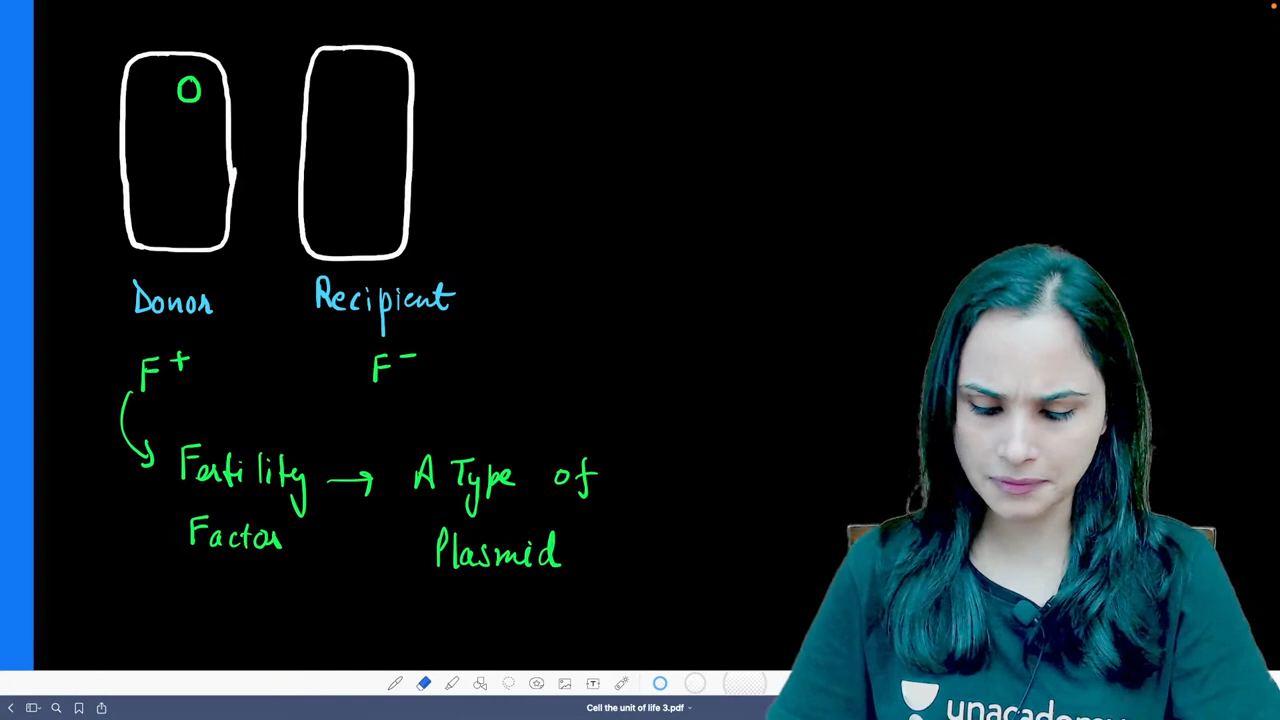 Donor Recipient
F+ F-
Fertility → A Type of
Factor Plasmid
Cell the unit of life 3.pdf
unacademy